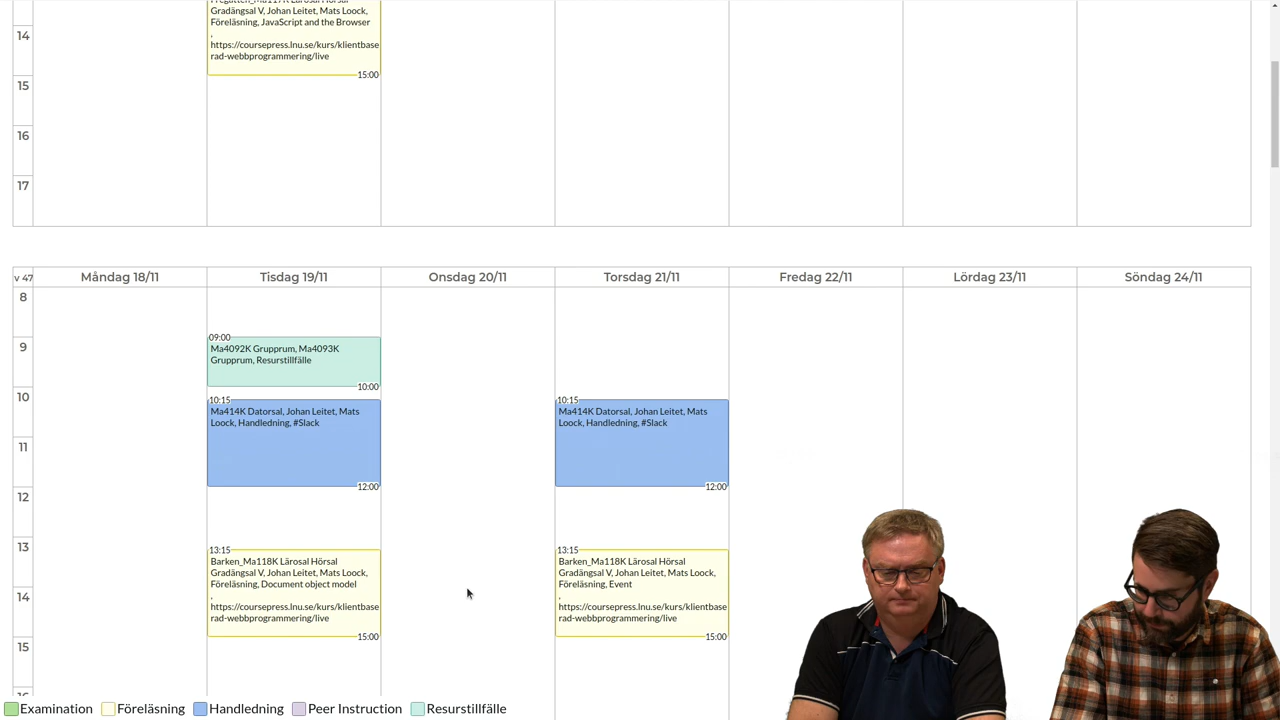 Fregatten_Ma117K Lärosal Hörsal
Gradängsal V, Johan Leitet, Mats Loock,
Föreläsning, JavaScript and the Browser
,
https://coursepress.lnu.se/kurs/klientbase
rad-webbprogrammering/live
15:00
14
15
16
17
v 47
Måndag 18/11
Tisdag 19/11
Onsdag 20/11
Torsdag 21/11
Fredag 22/11
Lördag 23/11
Söndag 24/11
8
9
10
11
12
13
14
15
16
09:00
Ma4092K Grupprum, Ma4093K
Grupprum, Resurstillfälle
10:00
10:15
Ma414K Datorsal, Johan Leitet, Mats
Loock, Handledning, #Slack
12:00
10:15
Ma414K Datorsal, Johan Leitet, Mats
Loock, Handledning, #Slack
12:00
13:15
Barken_Ma118K Lärosal Hörsal
Gradängsal V, Johan Leitet, Mats Loock,
Föreläsning, Document object model
,
https://coursepress.lnu.se/kurs/klientbase
rad-webbprogrammering/live
15:00
13:15
Barken_Ma118K Lärosal Hörsal
Gradängsal V, Johan Leitet, Mats Loock,
Föreläsning, Event
,
https://coursepress.lnu.se/kurs/klientbase
rad-webbprogrammering/live
15:00
Examination
Föreläsning
Handledning
Peer Instruction
Resurstillfälle